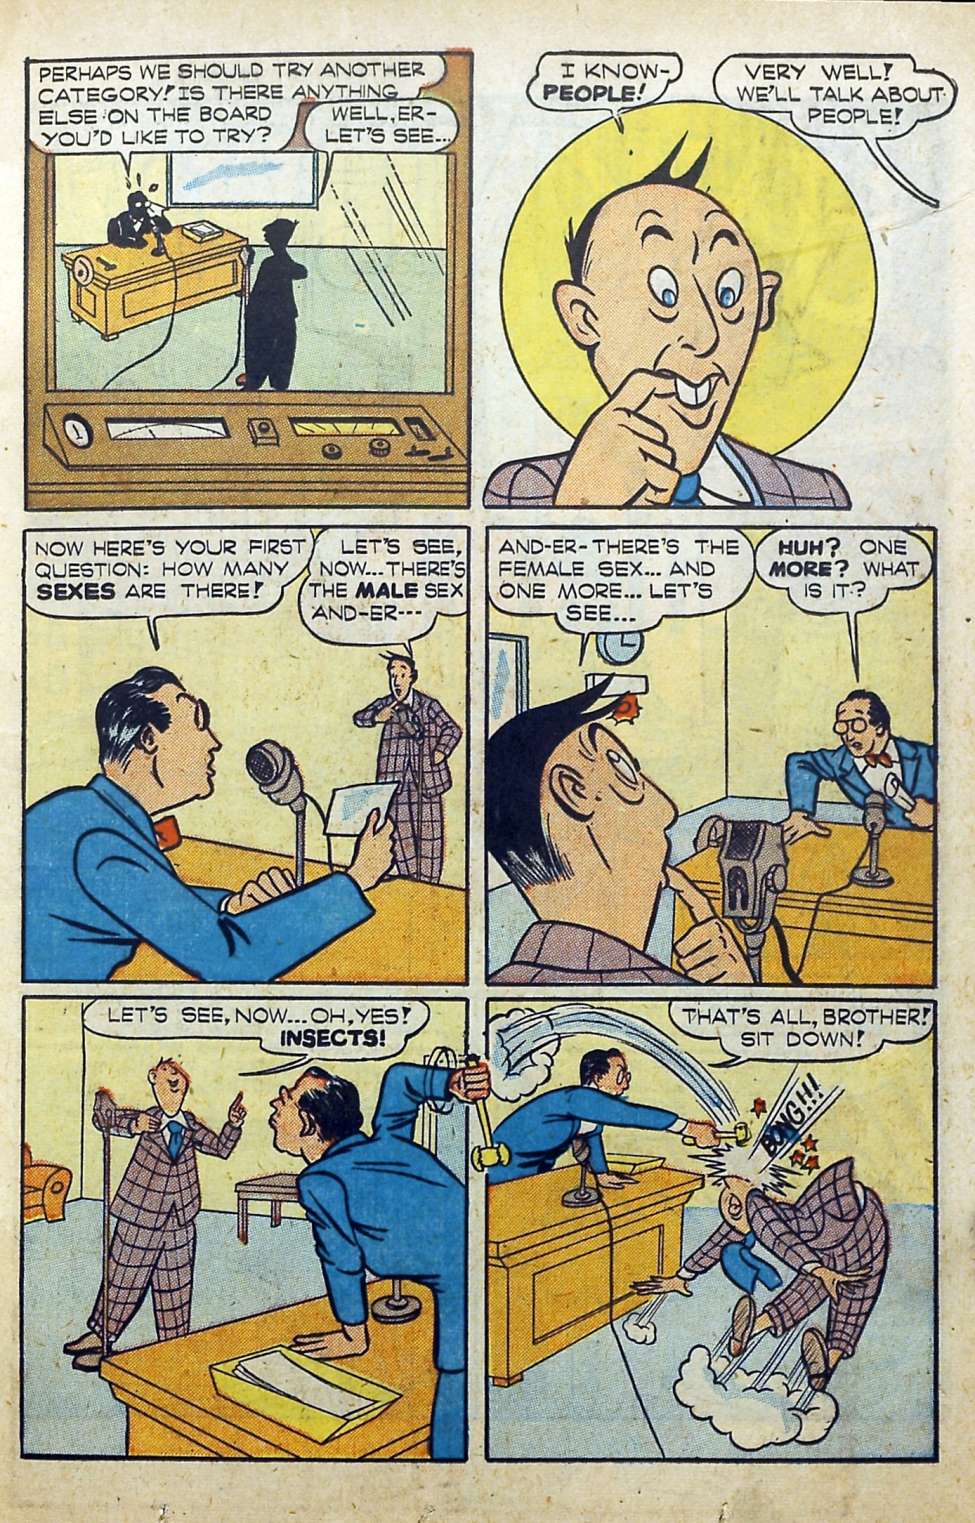 PERHAPS WE SHOULD TRY ANOTHER
CATEGORY! IS THERE ANYTHING
ELSE ON THE BOARD
YOU'D LIKE TO TRY?
WELL, ER-
LET'S SEE...
I KNOW-
PEOPLE!
VERY WELL!
WE'LL TALK ABOUT
PEOPLE!
NOW HERE'S YOUR FIRST
QUESTION: HOW MANY
SEXES ARE THERE!
LET'S SEE,
NOW... THERE'S
THE MALE SEX
AND-ER---
AND-ER-THERE'S THE
FEMALE SEX... AND
ONE MORE... LET'S
SEE...
HUH? ONE
MORE? WHAT
IS IT?
LET'S SEE, NOW... OH, YES!
INSECTS!
THAT'S ALL, BROTHER!
SIT DOWN!
BONG!!!